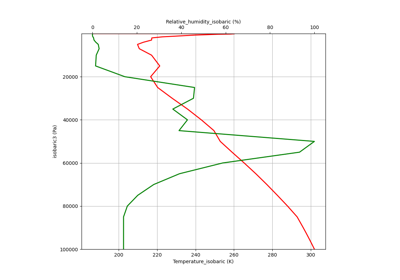 Relative_humidity_isobaric (%)
0 20 40 60 80 100
20000
40000
60000
80000
100000
isobaric3 (Pa)
200 220 240 260 280 300
Temperature_isobaric (K)